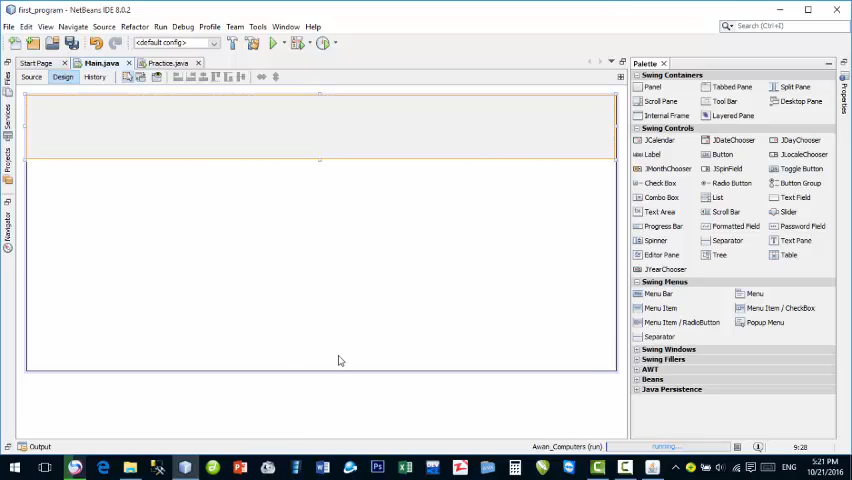 first_program - NetBeans IDE 8.0.2
File Edit View Navigate Source Refactor Run Debug Profile Team Tools Window Help
Search (Ctrl+I)
<default config>
Start Page Main.java Practice.java
Source Design History
Files
Services
Projects
Navigator
Palette
Swing Containers
Panel Tabbed Pane Split Pane
Scroll Pane Tool Bar Desktop Pane
Internal Frame Layered Pane
Swing Controls
JCalendar JDateChooser JDayChooser
Label Button JLocaleChooser
JMonthChooser JSpinField Toggle Button
Check Box Radio Button Button Group
Combo Box List Text Field
Text Area Scroll Bar Slider
Progress Bar Formatted Field Password Field
Spinner Separator Text Pane
Editor Pane Tree Table
JYearChooser
Swing Menus
Menu Bar Menu
Menu Item Menu Item / CheckBox
Menu Item / RadioButton Popup Menu
Separator
Swing Windows
Swing Fillers
AWT
Beans
Java Persistence
Properties
Output
Awan_Computers (run) running... 1 9:28
ENG
5:21 PM
10/21/2016